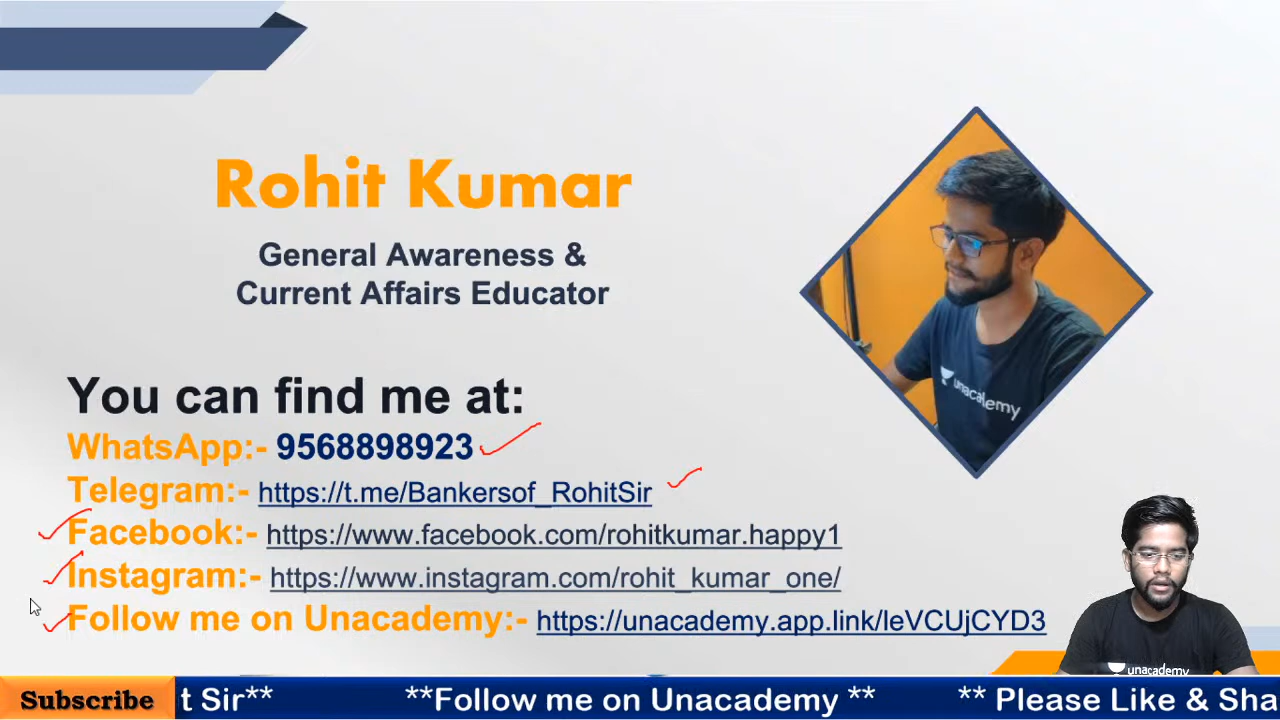 Rohit Kumar
General Awareness &
Current Affairs Educator
unacademy
You can find me at:
WhatsApp:- 9568898923
Telegram:- https://t.me/Bankersof_RohitSir
Facebook:- https://www.facebook.com/rohitkumar.happy1
Instagram:- https://www.instagram.com/rohit_kumar_one/
Follow me on Unacademy:- https://unacademy.app.link/leVCUjCYD3
unacademy
Subscribe t Sir** **Follow me on Unacademy ** ** Please Like & Sha